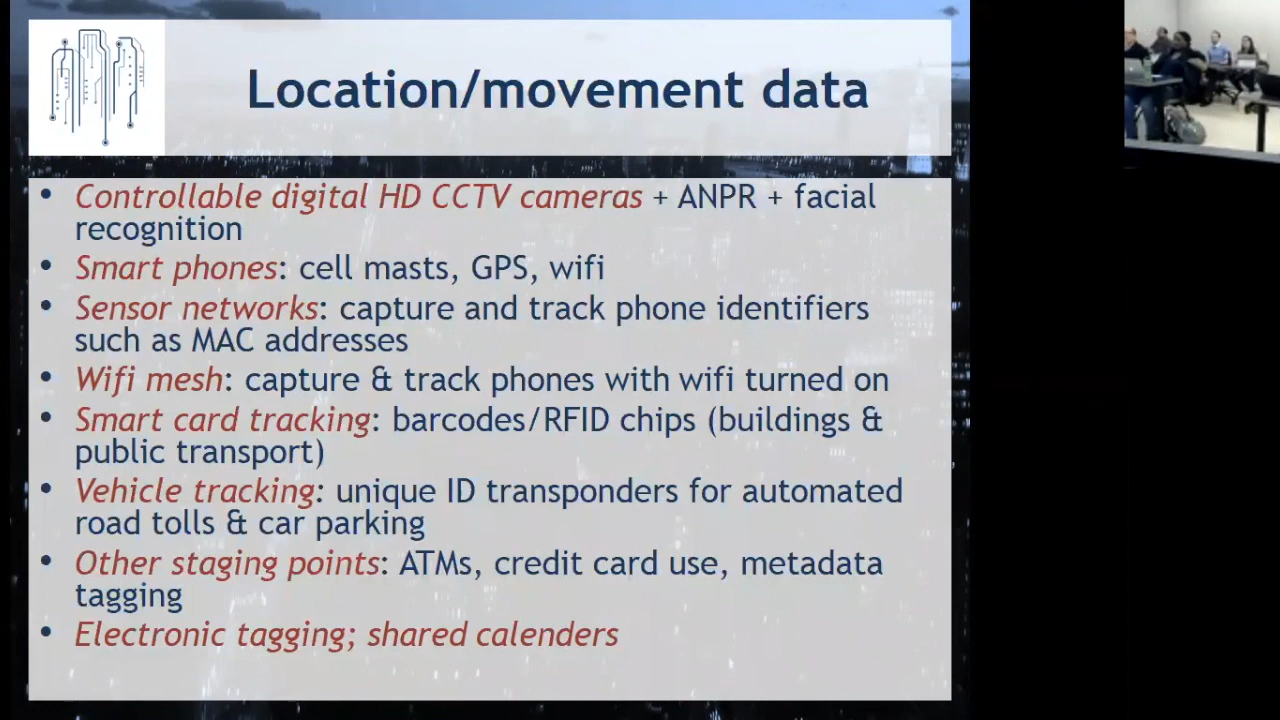 Location/movement data
• Controllable digital HD CCTV cameras + ANPR + facial
recognition
• Smart phones: cell masts, GPS, wifi
• Sensor networks: capture and track phone identifiers
such as MAC addresses
• Wifi mesh: capture & track phones with wifi turned on
• Smart card tracking: barcodes/RFID chips (buildings &
public transport)
• Vehicle tracking: unique ID transponders for automated
road tolls & car parking
• Other staging points: ATMs, credit card use, metadata
tagging
• Electronic tagging; shared calenders